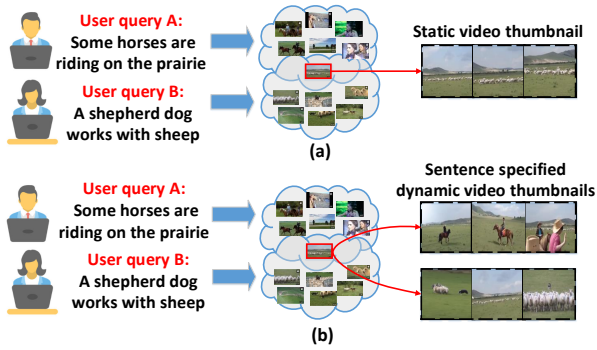 User query A:
Some horses are
riding on the prairie
User query B:
A shepherd dog
works with sheep
Static video thumbnail
(a)
User query A:
Some horses are
riding on the prairie
User query B:
A shepherd dog
works with sheep
Sentence specified
dynamic video thumbnails
(b)